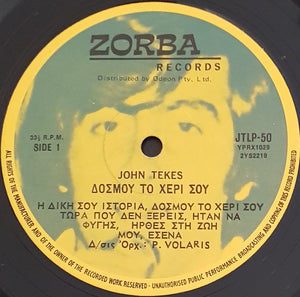 ZORBA
RECORDS
Distributed by Odeon Pty. Ltd.
33⅓ R.P.M.
SIDE 1
JTLP-50
YPRX1029
2YS2219
JOHN TEKES
ΔΟΣΜΟΥ ΤΟ ΧΕΡΙ ΣΟΥ
Η ΔΙΚΗ ΣΟΥ ΙΣΤΟΡΙΑ, ΔΟΣΜΟΥ ΤΟ ΧΕΡΙ ΣΟΥ
ΤΩΡΑ ΠΟΥ ΔΕΝ ΞΕΡΕΙΣ, ΗΤΑΝ ΝΑ
ΦΥΓΗΣ, ΗΡΘΕΣ ΣΤΗ ΖΩΗ
ΜΟΥ, ΕΣΕΝΑ
Δ/σις Ὀρχ.: P. VOLARIS
ALL RIGHTS OF THE MANUFACTURER AND OF THE OWNER OF THE RECORDED WORK RESERVED - UNAUTHORISED PUBLIC PERFORMANCE BROADCASTING AND COPYING OF THIS RECORD PROHIBITED